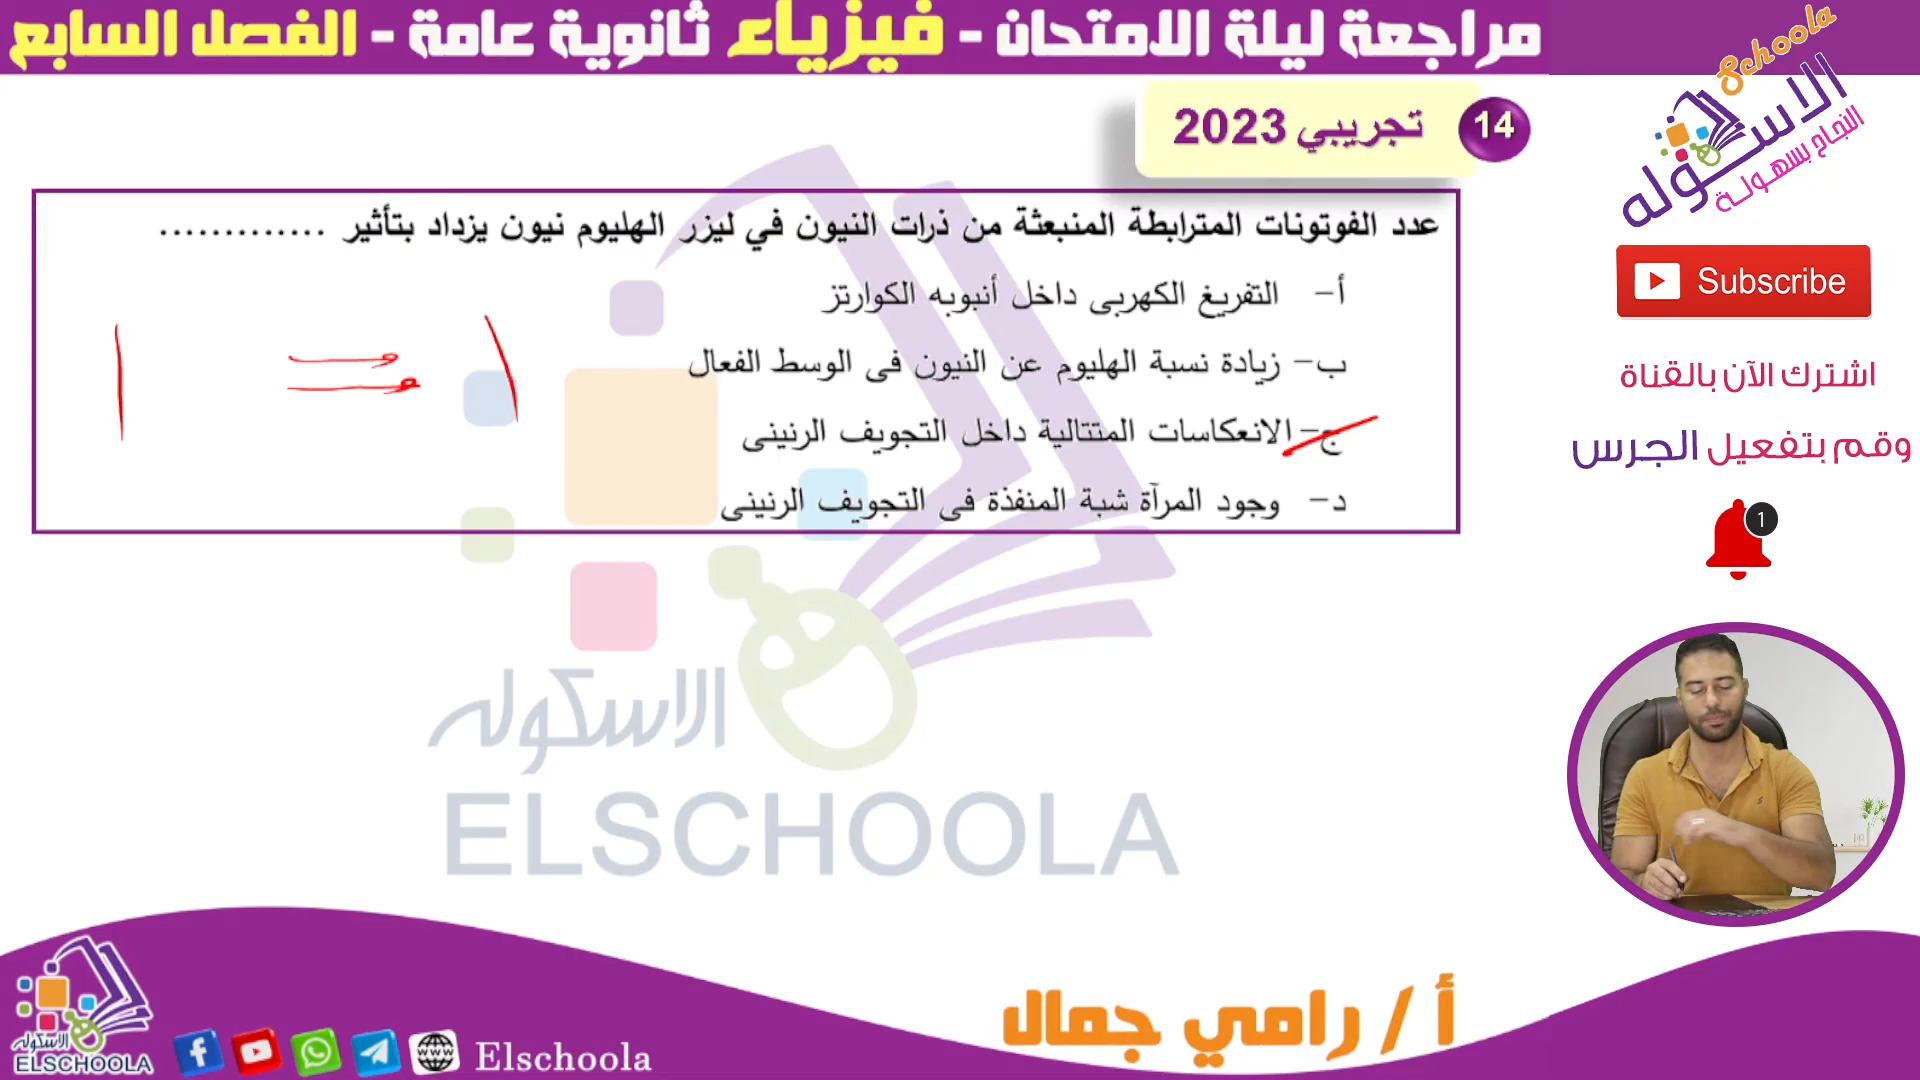 مراجعة ليلة الامتحان - فيزياء ثانوية عامة - الفصل السابع
Schoola
الاسكوله
النجاح بسهولة
14
تجريبي 2023
عدد الفوتونات المترابطة المنبعثة من ذرات النيون في ليزر الهليوم نيون يزداد بتأثير .............
أ- التفريغ الكهربى داخل أنبوبه الكوارتز
ب- زيادة نسبة الهليوم عن النيون فى الوسط الفعال
ج- الانعكاسات المتتالية داخل التجويف الرنينى
د- وجود المرآة شبة المنفذة فى التجويف الرنينى
Subscribe
اشترك الآن بالقناة
وقم بتفعيل الجرس
1
الاسكوله
ELSCHOOLA
أ / رامي جمال
الاسكوله
ELSCHOOLA
www
Elschoola